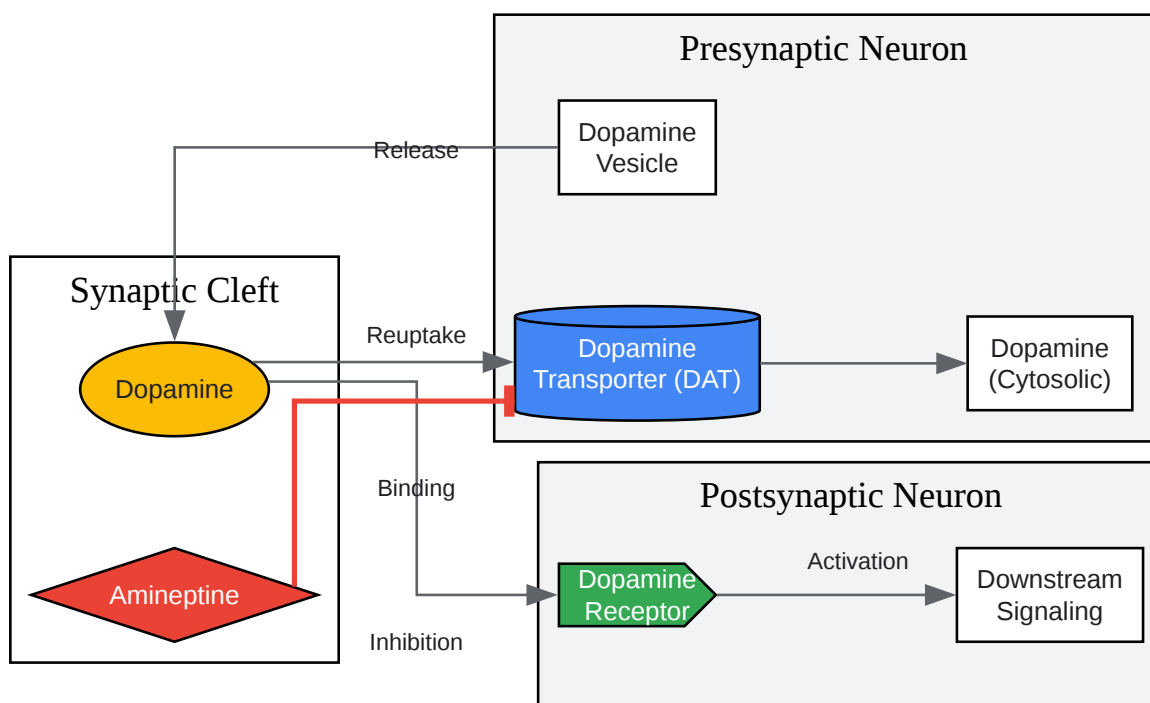 Presynaptic Neuron
Dopamine
Vesicle
Release
Synaptic Cleft
Reuptake
Dopamine
Transporter (DAT)
Dopamine
(Cytosolic)
Dopamine
Binding
Postsynaptic Neuron
Activation
Amineptine
Dopamine
Receptor
Downstream
Signaling
Inhibition